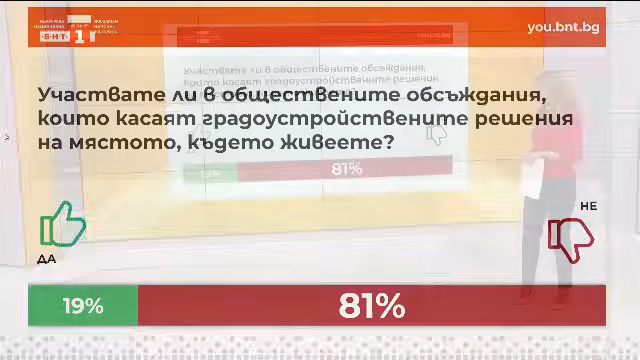 БНТ 1
you.bnt.bg
Участвате ли в обществените обсъждания,
които касаят градоустройствените решения
на мястото, където живеете?
ДА
НЕ
19%
81%
81%